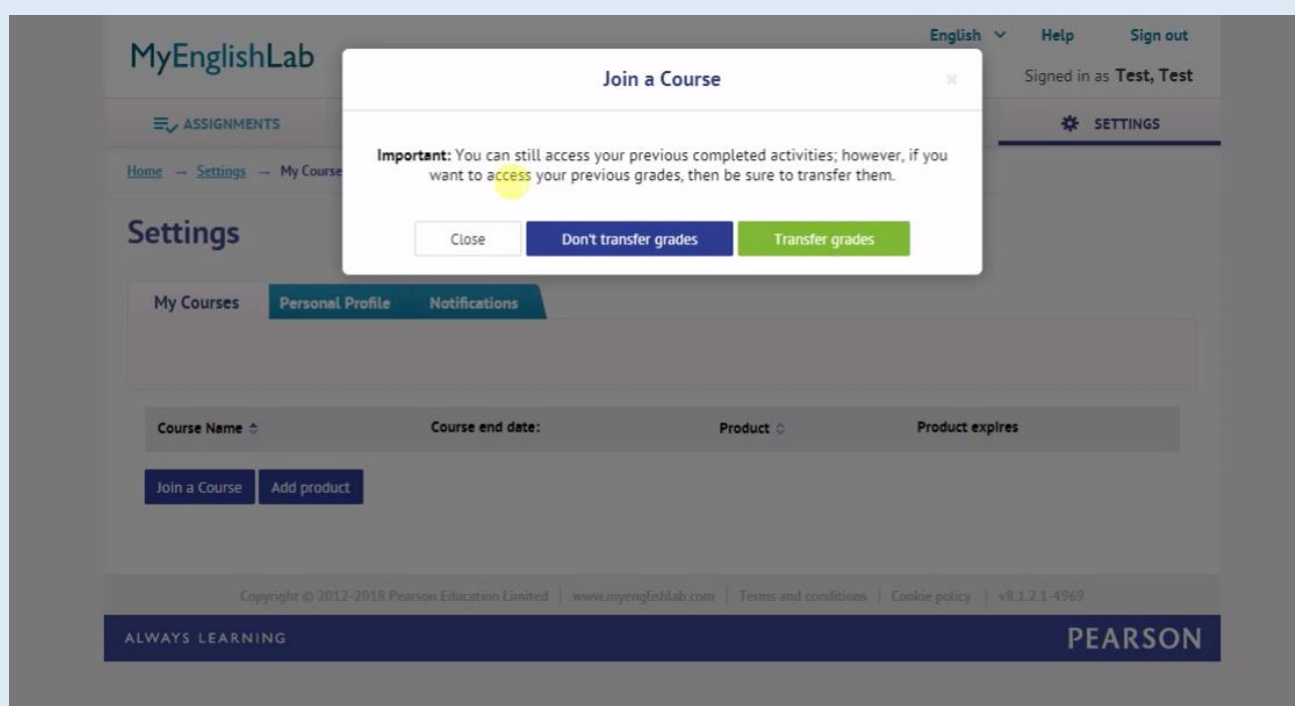 MyEnglishLab
English Help Sign out
Signed in as Test, Test
Join a Course
ASSIGNMENTS
SETTINGS
Important: You can still access your previous completed activities; however, if you
want to access your previous grades, then be sure to transfer them.
Home → Settings → My Course
Settings
Close Don't transfer grades Transfer grades
My Courses Personal Profile Notifications
Course Name Course end date: Product Product expires
Join a Course Add product
Copyright © 2012-2018 Pearson Education Limited | www.myenglishlab.com | Terms and conditions | Cookie policy | v8.1.2.1-4969
ALWAYS LEARNING PEARSON